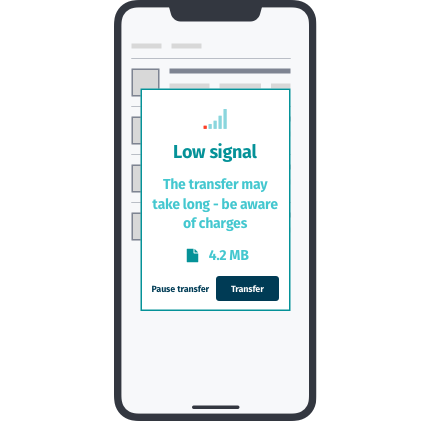 Low signal
The transfer may
take long - be aware
of charges
4.2 MB
Pause transfer
Transfer